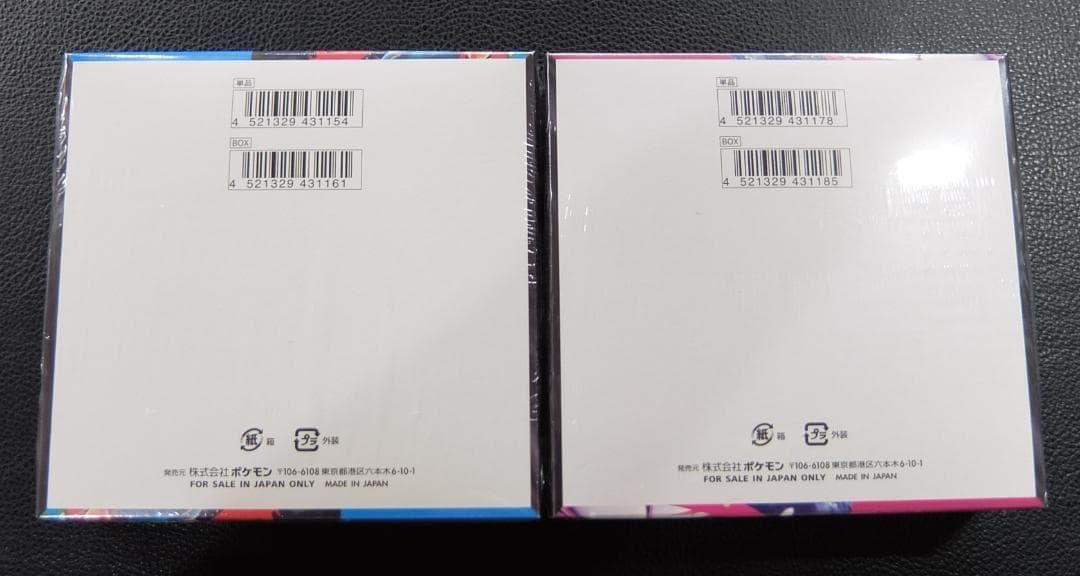 単品
4 521329 431154
BOX
4 521329 431161
紙 箱 プラ 外装
発売元 株式会社ポケモン 〒106-6108 東京都港区六本木6-10-1
FOR SALE IN JAPAN ONLY MADE IN JAPAN
単品
4 521329 431178
BOX
4 521329 431185
紙 箱 プラ 外装
発売元 株式会社ポケモン 〒106-6108 東京都港区六本木6-10-1
FOR SALE IN JAPAN ONLY MADE IN JAPAN